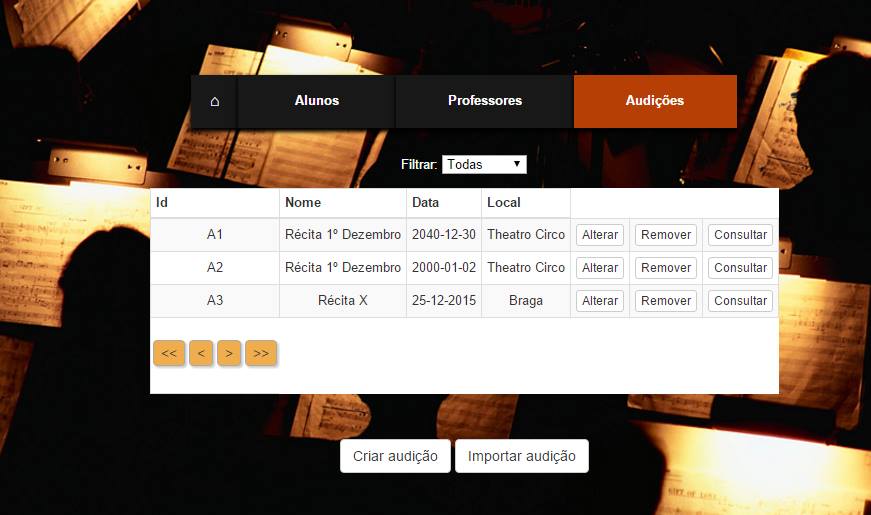 ⌂ Alunos Professores Audições
Filtrar: Todas
Id Nome Data Local
A1 Récita 1º Dezembro 2040-12-30 Theatro Circo Alterar Remover Consultar
A2 Récita 1º Dezembro 2000-01-02 Theatro Circo Alterar Remover Consultar
A3 Récita X 25-12-2015 Braga Alterar Remover Consultar
<< < > >>
Criar audição Importar audição